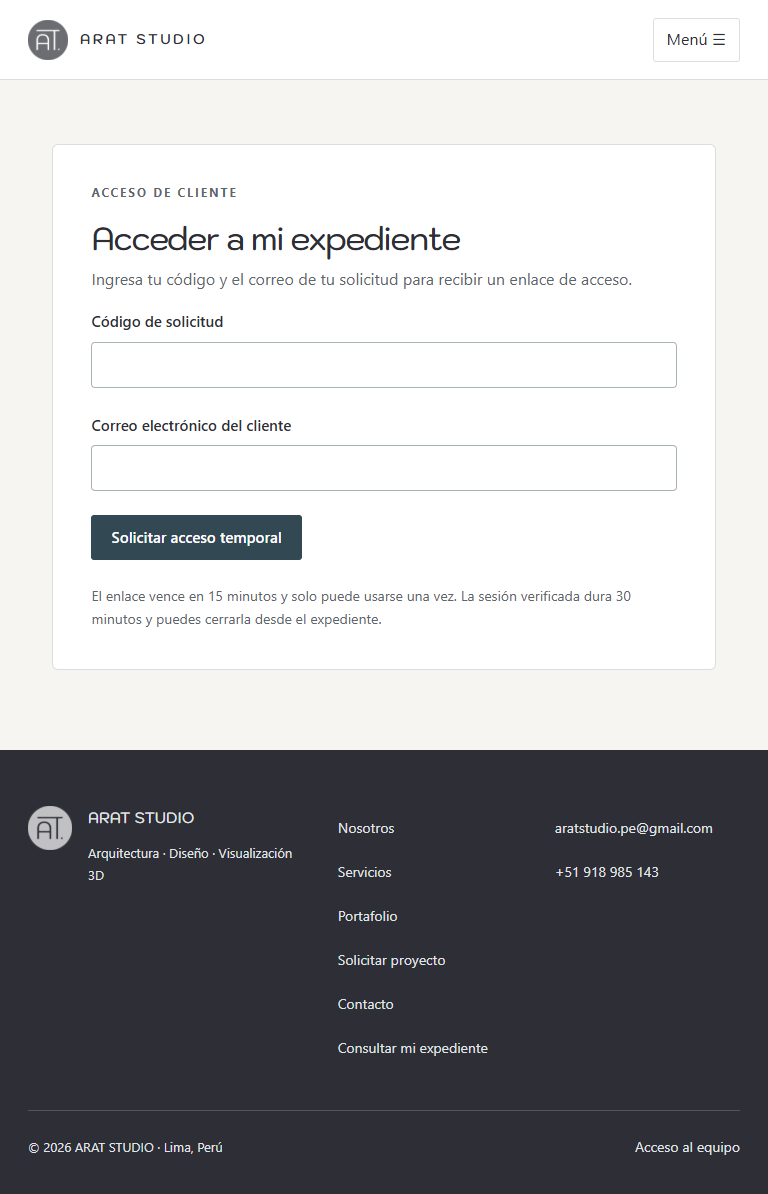 AT.
ARAT STUDIO
Menú ☰
ACCESO DE CLIENTE
Acceder a mi expediente
Ingresa tu código y el correo de tu solicitud para recibir un enlace de acceso.
Código de solicitud
Correo electrónico del cliente
Solicitar acceso temporal
El enlace vence en 15 minutos y solo puede usarse una vez. La sesión verificada dura 30
minutos y puedes cerrarla desde el expediente.
AT.
ARAT STUDIO
Arquitectura · Diseño · Visualización
3D
Nosotros
Servicios
Portafolio
Solicitar proyecto
Contacto
Consultar mi expediente
aratstudio.pe@gmail.com
+51 918 985 143
© 2026 ARAT STUDIO · Lima, Perú
Acceso al equipo